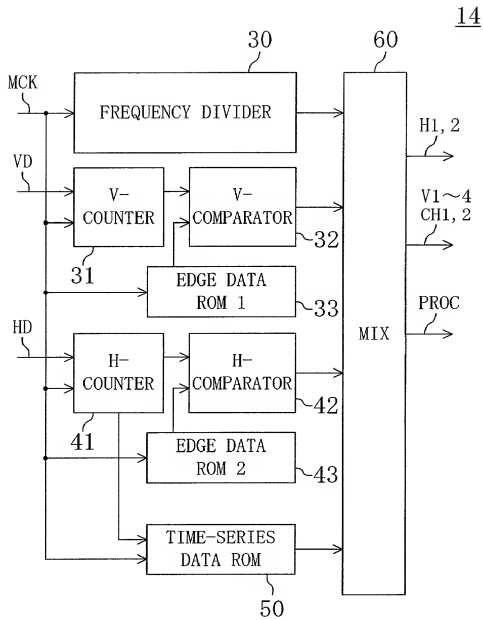 14
30
60
MCK
FREQUENCY DIVIDER
H1,2
VD
V-
COUNTER
V-
COMPARATOR
V1～4
CH1,2
31
32
EDGE DATA
ROM 1
33
PROC
HD
MIX
H-
COUNTER
H-
COMPARATOR
41
42
EDGE DATA
ROM 2
43
TIME-SERIES
DATA ROM
50